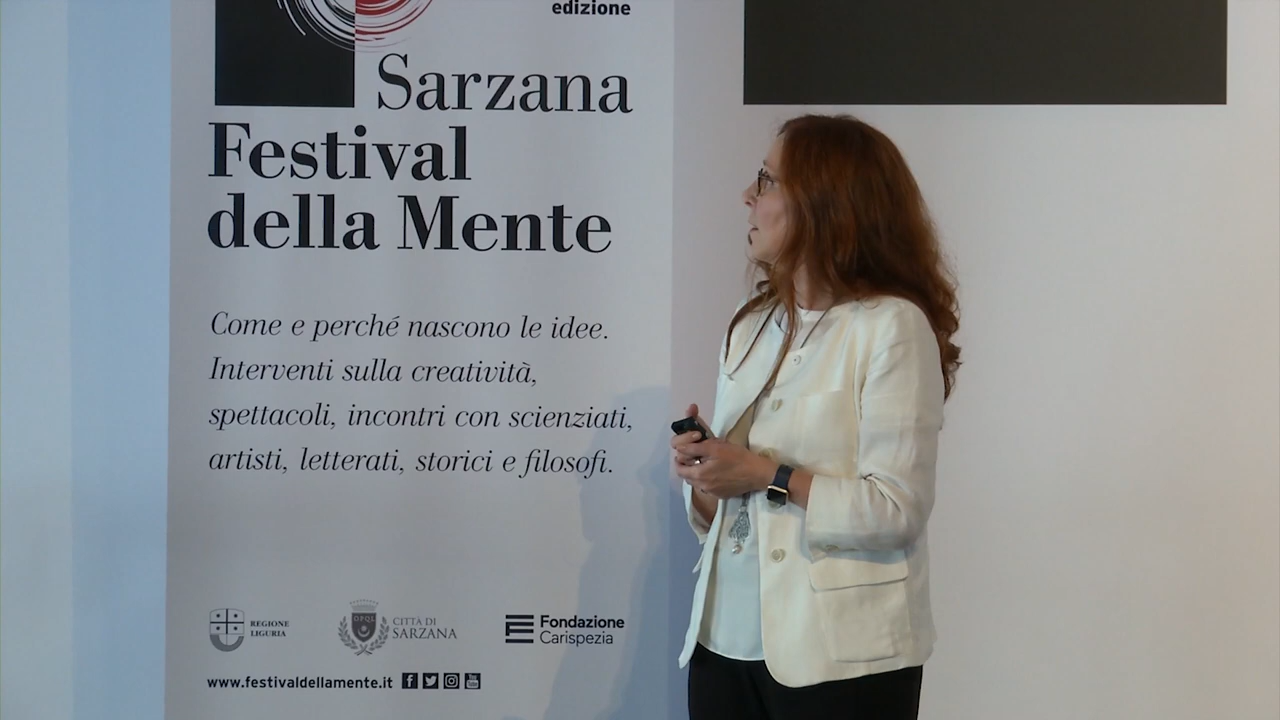 edizione
Sarzana
Festival
della Mente
Come e perché nascono le idee.
Interventi sulla creatività,
spettacoli, incontri con scienziati,
artisti, letterati, storici e filosofi.
REGIONE
LIGURIA
CITTÀ DI
SARZANA
Fondazione
Carispezia
www.festivaldellamente.it